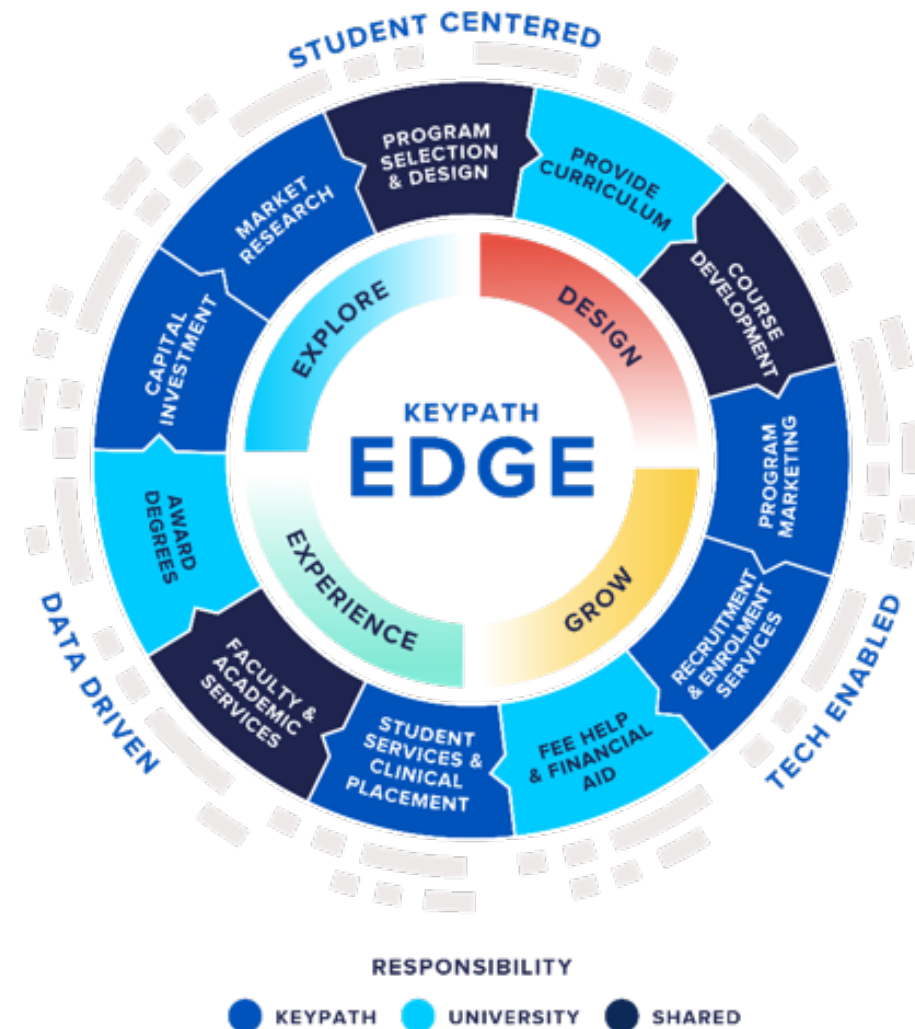 STUDENT CENTERED
PROGRAM
SELECTION
& DESIGN
PROVIDE
CURRICULUM
COURSE
DEVELOPMENT
PROGRAM
MARKETING
RECRUITMENT
& ENROLMENT
SERVICES
FEE HELP
& FINANCIAL
AID
STUDENT
SERVICES &
CLINICAL
PLACEMENT
FACULTY &
ACADEMIC
SERVICES
AWARD
DEGREES
CAPITAL
INVESTMENT
MARKET
RESEARCH
EXPLORE
DESIGN
GROW
EXPERIENCE
KEYPATH
EDGE
TECH ENABLED
DATA DRIVEN
RESPONSIBILITY
KEYPATH
UNIVERSITY
SHARED